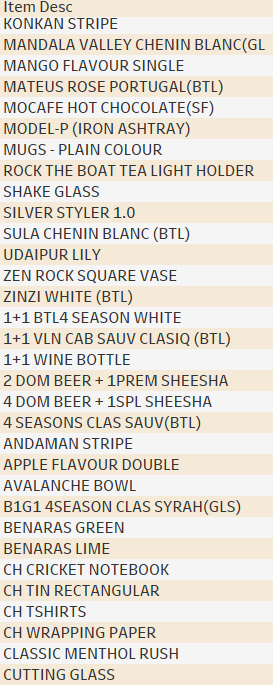 Item Desc
KONKAN STRIPE
MANDALA VALLEY CHENIN BLANC(GL
MANGO FLAVOUR SINGLE
MATEUS ROSE PORTUGAL(BTL)
MOCAFE HOT CHOCOLATE(SF)
MODEL-P (IRON ASHTRAY)
MUGS - PLAIN COLOUR
ROCK THE BOAT TEA LIGHT HOLDER
SHAKE GLASS
SILVER STYLER 1.0
SULA CHENIN BLANC (BTL)
UDAIPUR LILY
ZEN ROCK SQUARE VASE
ZINZI WHITE (BTL)
1+1 BTL4 SEASON WHITE
1+1 VLN CAB SAUV CLASIQ (BTL)
1+1 WINE BOTTLE
2 DOM BEER + 1PREM SHEESHA
4 DOM BEER + 1SPL SHEESHA
4 SEASONS CLAS SAUV(BTL)
ANDAMAN STRIPE
APPLE FLAVOUR DOUBLE
AVALANCHE BOWL
B1G1 4SEASON CLAS SYRAH(GLS)
BENARAS GREEN
BENARAS LIME
CH CRICKET NOTEBOOK
CH TIN RECTANGULAR
CH TSHIRTS
CH WRAPPING PAPER
CLASSIC MENTHOL RUSH
CUTTING GLASS